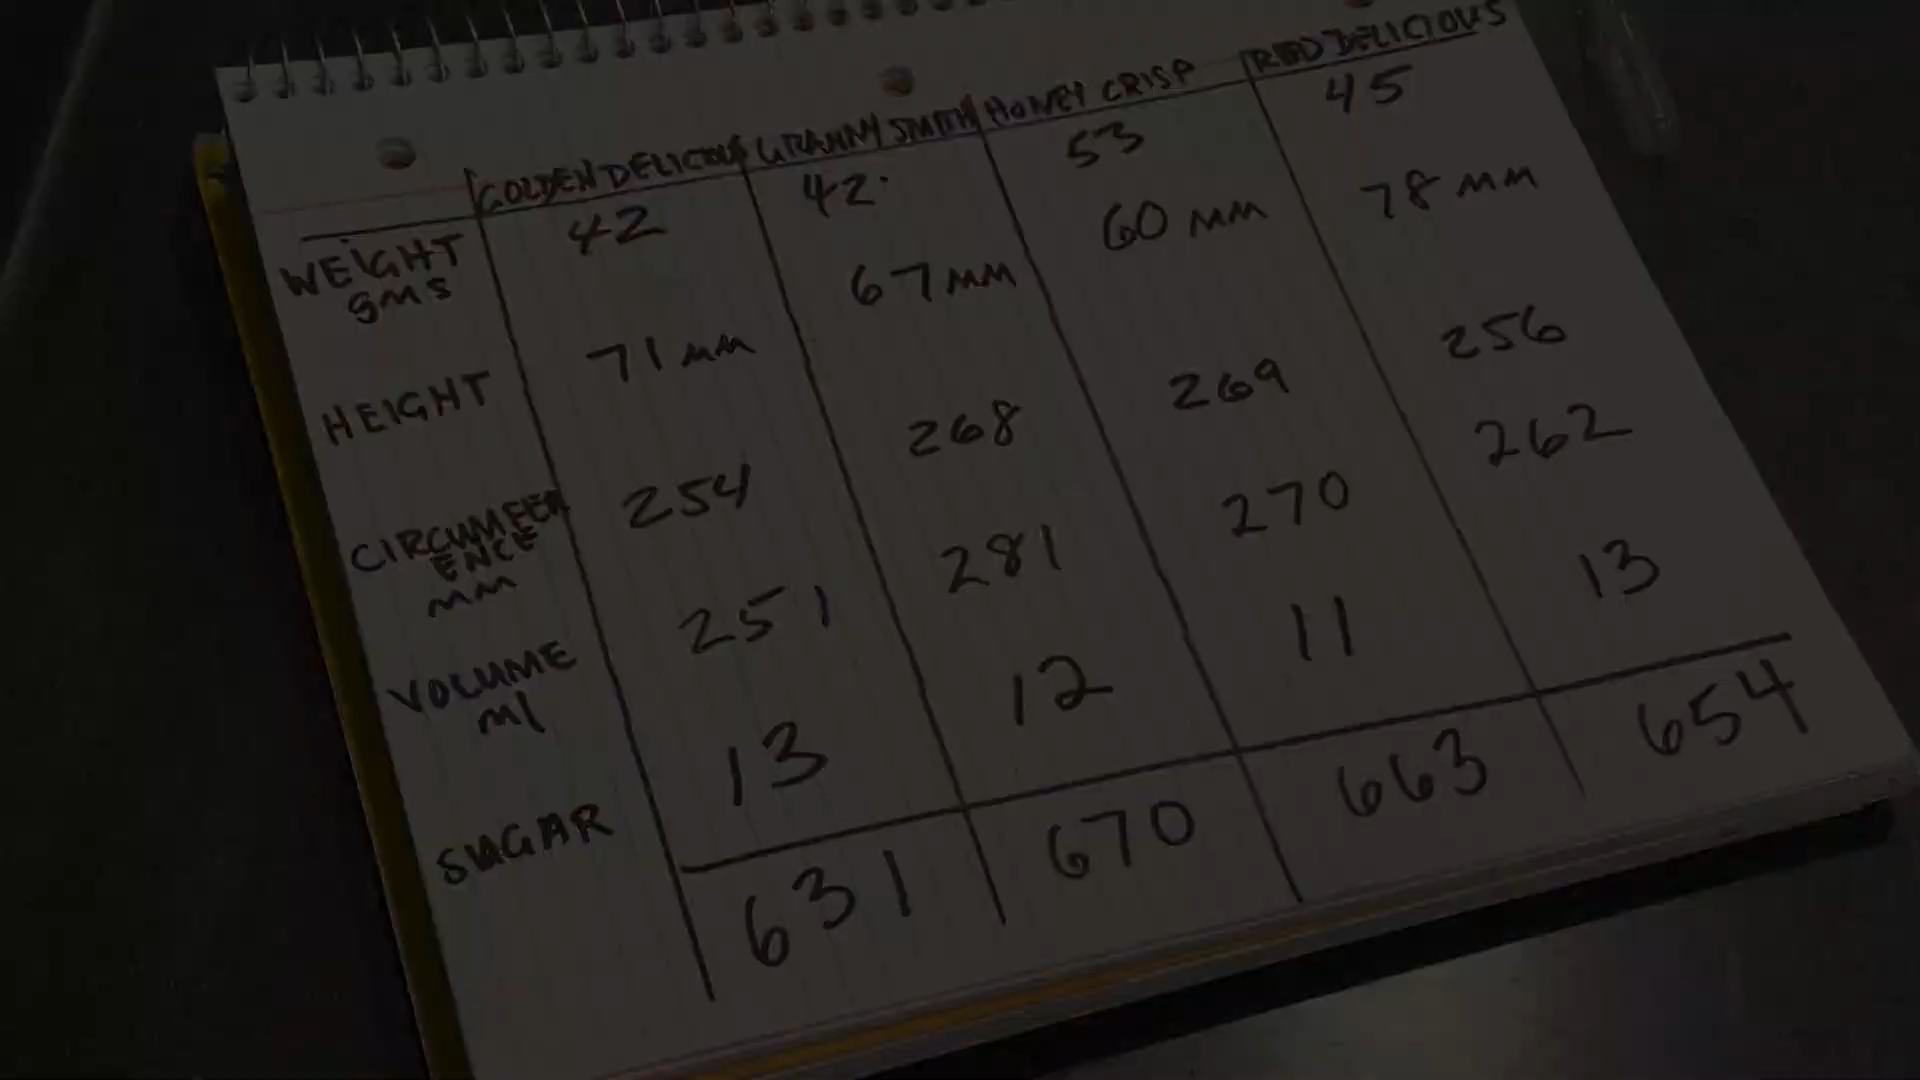 GOLDEN DELICIOUS GRANNY SMITH HONEY CRISP RED DELICIOUS
WEIGHT gms 42 42 53 45
HEIGHT 71 mm 67 mm 60 mm 78 mm
CIRCUMFER
ENCE
mm 254 268 269 256
VOLUME
ml 251 281 270 262
SUGAR 13 12 11 13
631 670 663 654